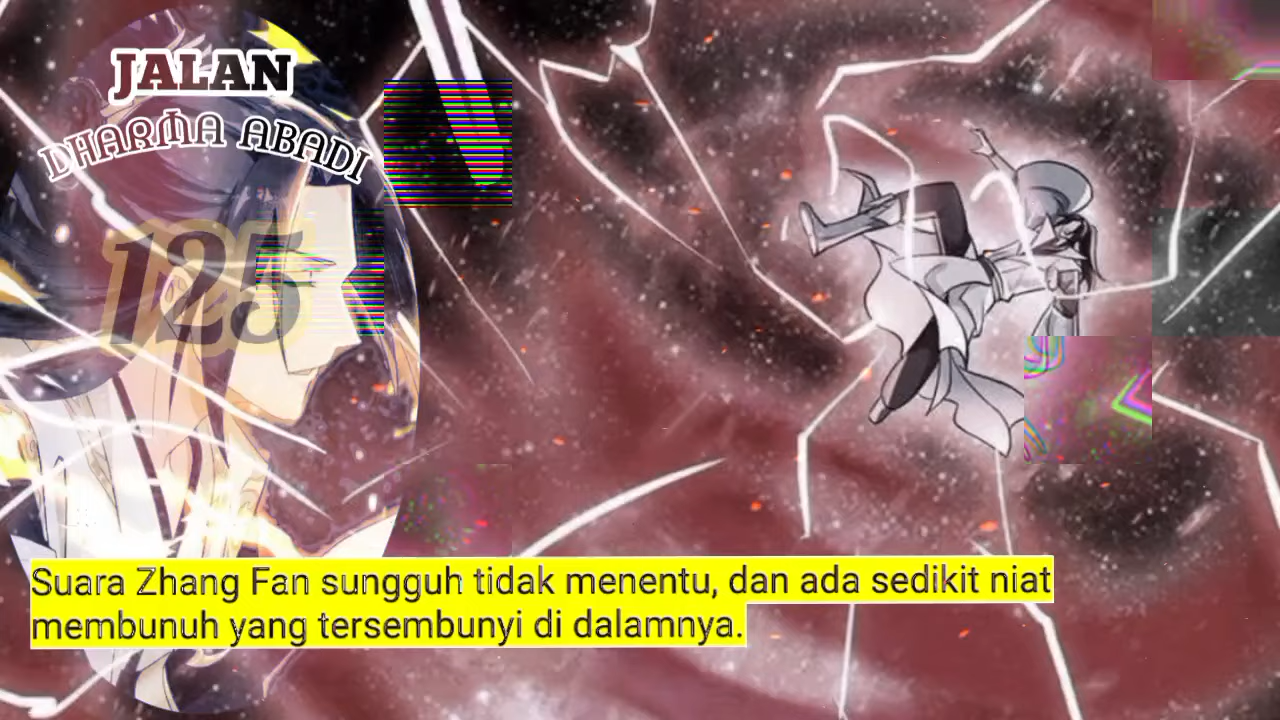 JALAN
DHARMA ABADI
125
Suara Zhang Fan sungguh tidak menentu, dan ada sedikit niat
membunuh yang tersembunyi di dalamnya.